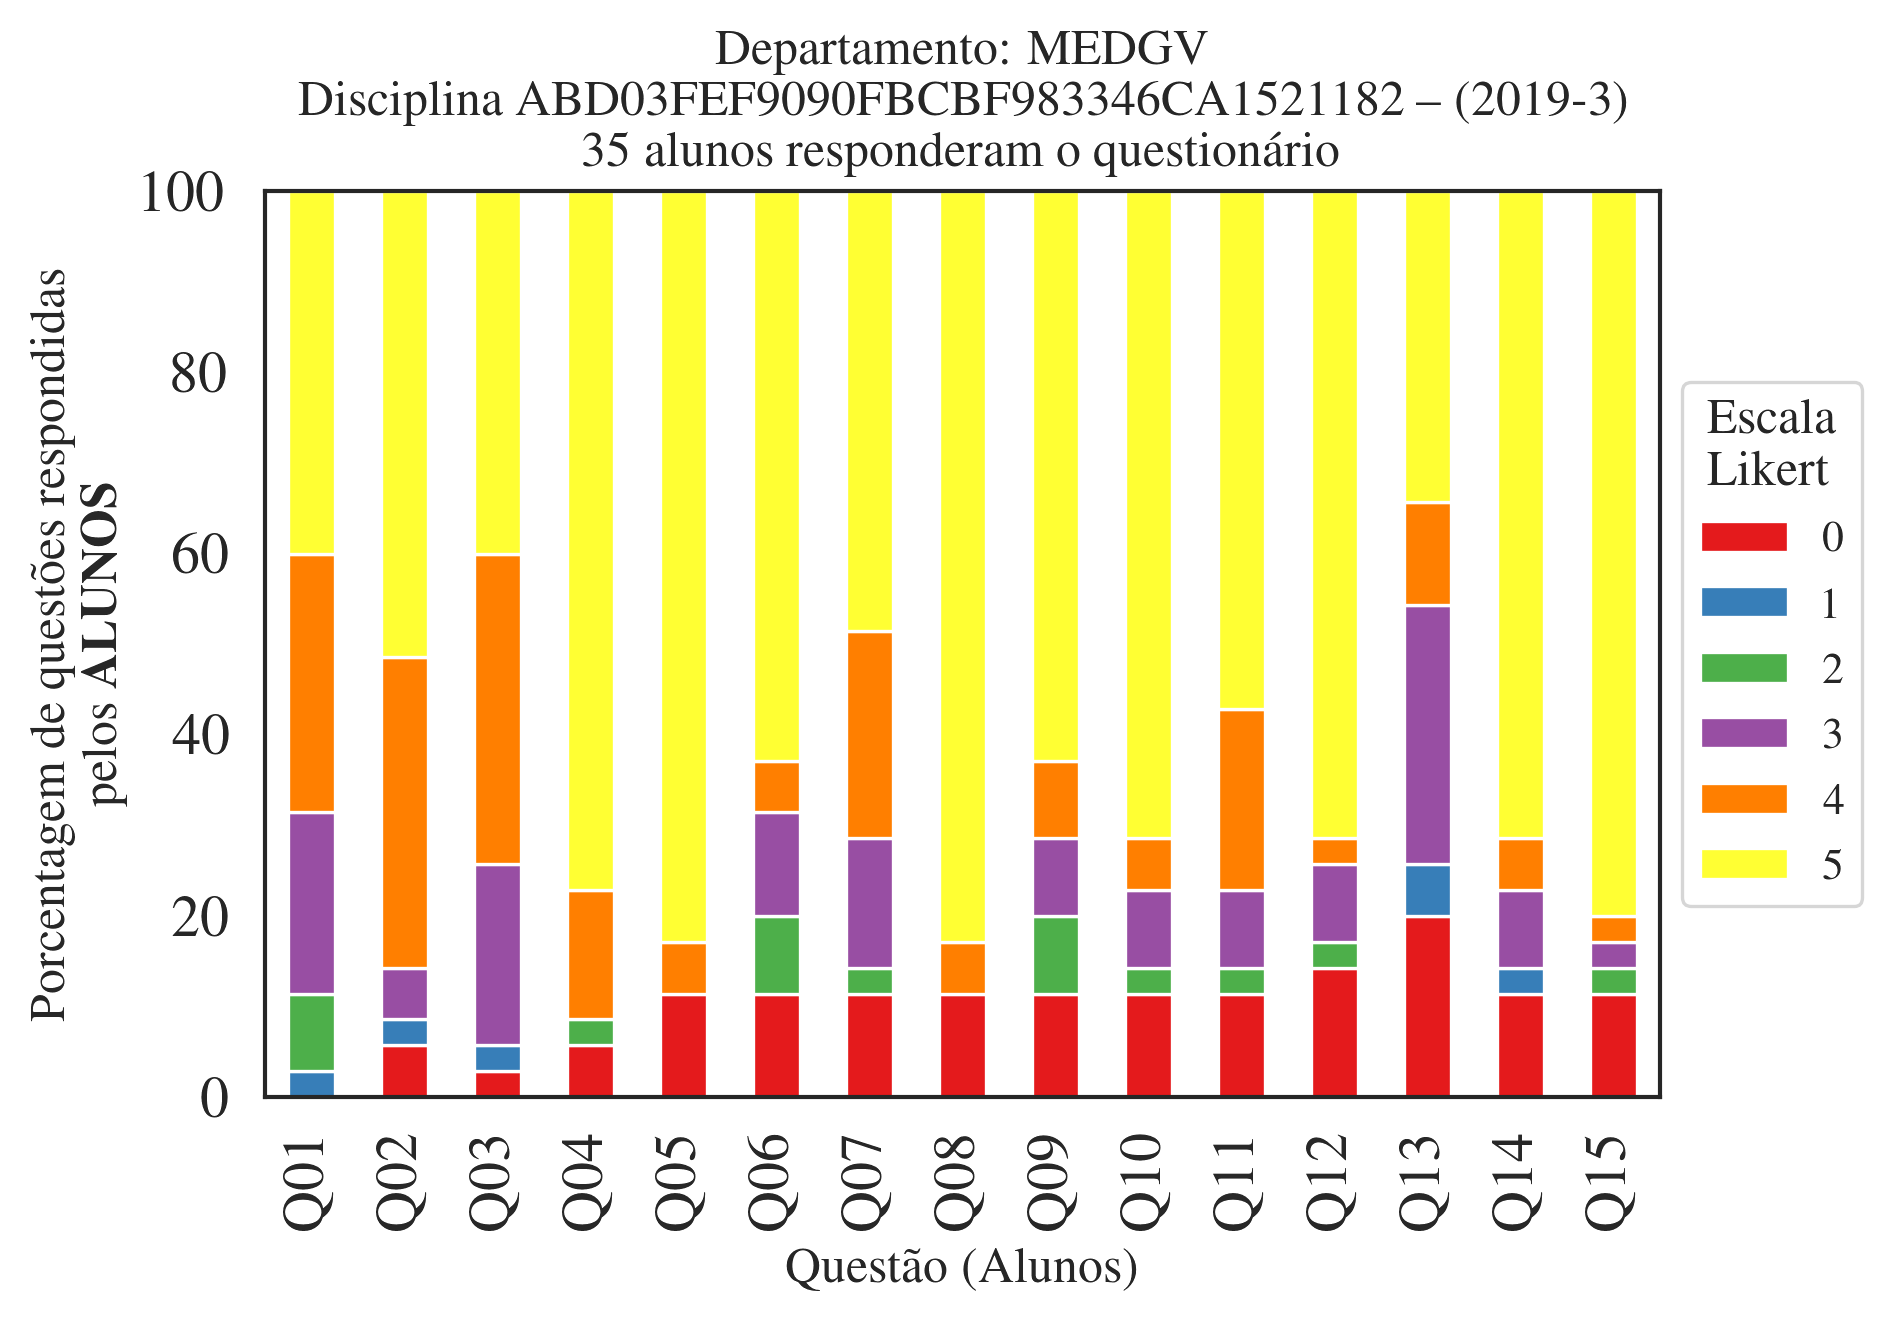 Departamento: MEDGV
Disciplina ABD03FEF9090FBCBF983346CA1521182 – (2019-3)
35 alunos responderam o questionário
Porcentagem de questões respondidas
pelos ALUNOS
100
80
60
40
20
0
Q01
Q02
Q03
Q04
Q05
Q06
Q07
Q08
Q09
Q10
Q11
Q12
Q13
Q14
Q15
Questão (Alunos)
Escala
Likert
0
1
2
3
4
5